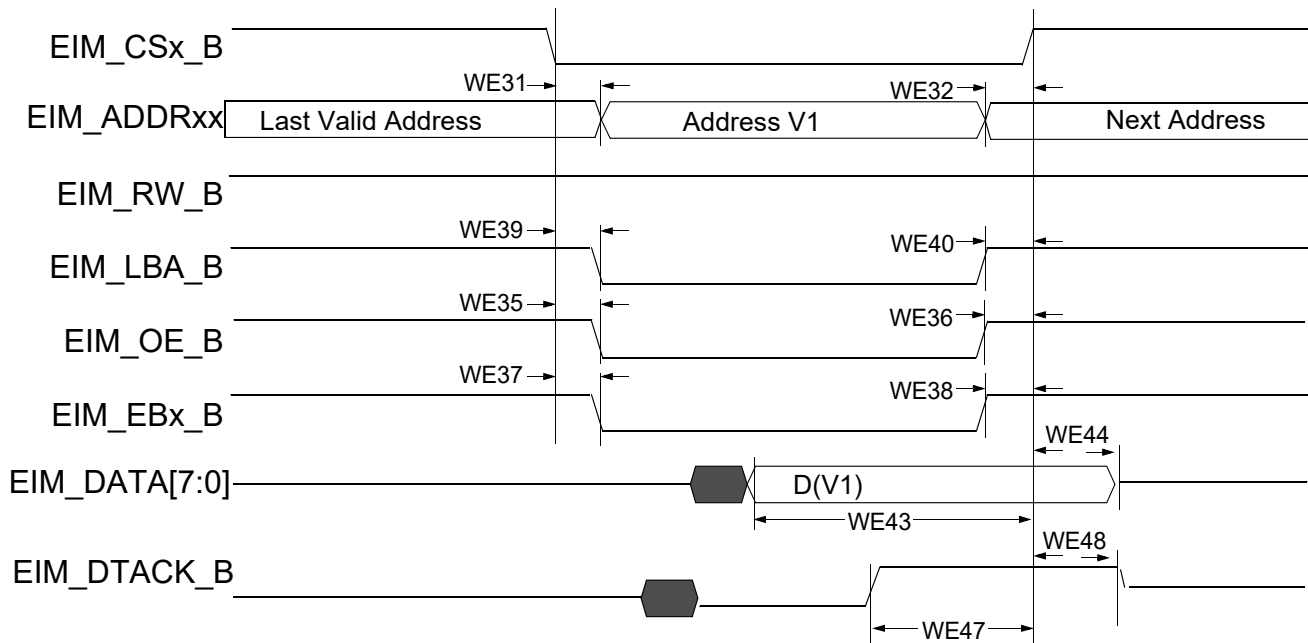 EIM_CSx_B
WE31
WE32
EIM_ADDRxx
Last Valid Address
Address V1
Next Address
EIM_RW_B
WE39
WE40
EIM_LBA_B
WE35
WE36
EIM_OE_B
WE37
WE38
EIM_EBx_B
WE44
EIM_DATA[7:0]
D(V1)
WE43
WE48
EIM_DTACK_B
WE47